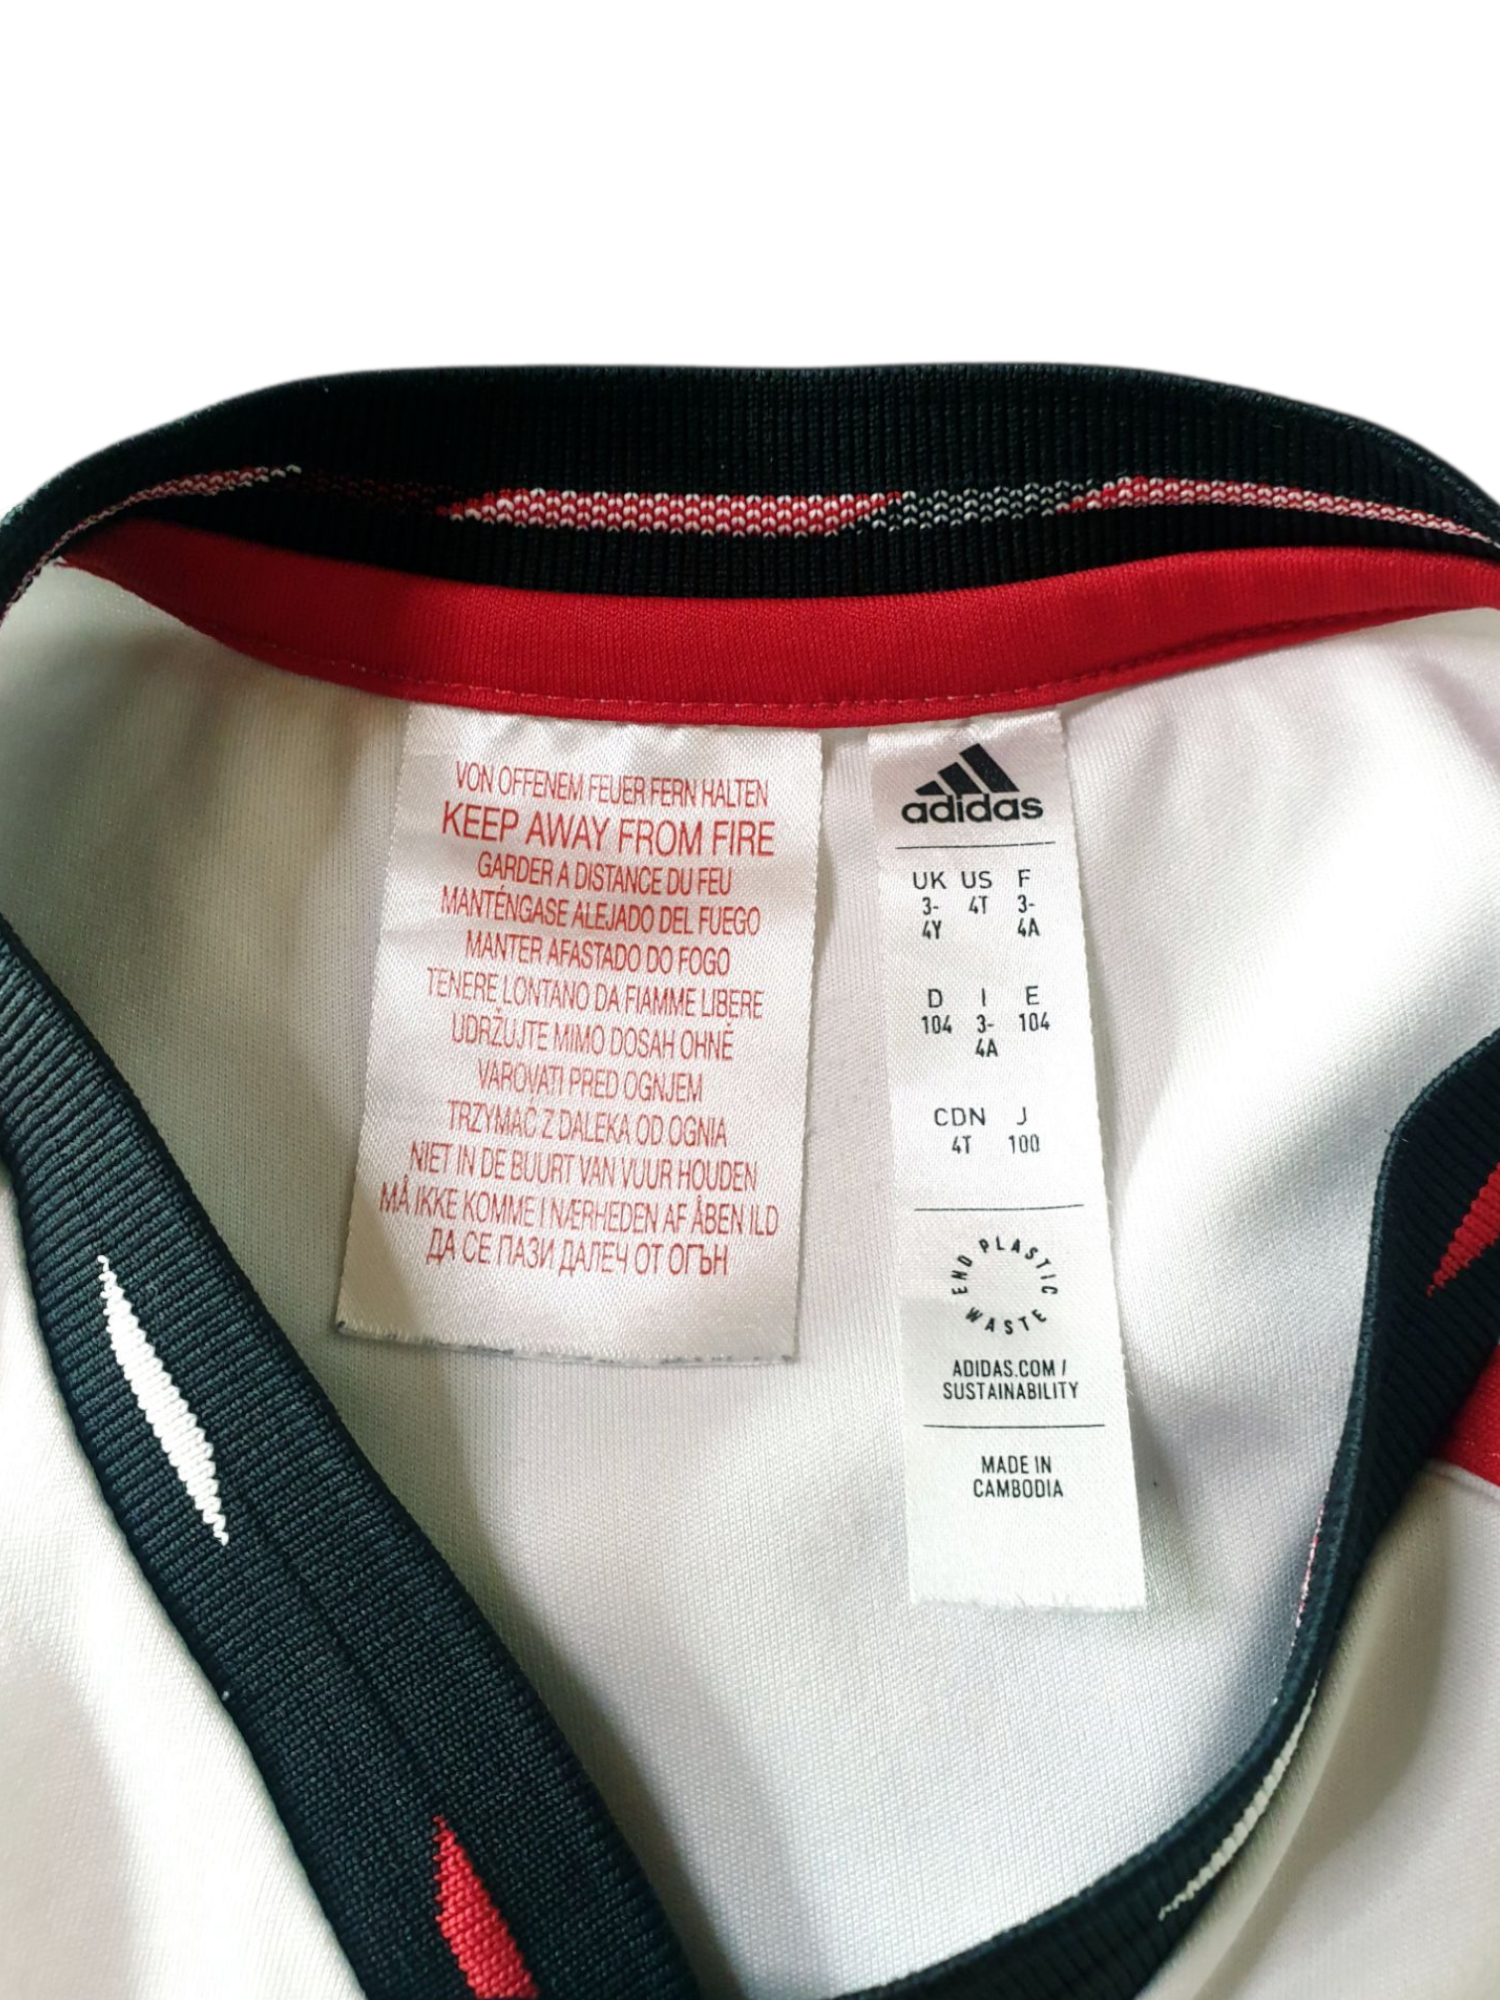 VON OFFENEM FEUER FERN HALTEN
KEEP AWAY FROM FIRE
GARDER A DISTANCE DU FEU
MANTÉNGASE ALEJADO DEL FUEGO
MANTER AFASTADO DO FOGO
TENERE LONTANO DA FIAMME LIBERE
UDRŽUJTE MIMO DOSAH OHNĚ
VAROVATI PRED OGNJEM
TRZYMAĆ Z DALEKA OD OGNIA
NIET IN DE BUURT VAN VUUR HOUDEN
MÅ IKKE KOMME I NÆRHEDEN AF ÅBEN ILD
ДА СЕ ПАЗИ ДАЛЕЧ ОТ ОГЪН
adidas
UK US F
3- 4T 3-
4Y 4A
D I E
104 3- 104
4A
CDN J
4T 100
END PLASTIC WASTE
ADIDAS.COM /
SUSTAINABILITY
MADE IN
CAMBODIA